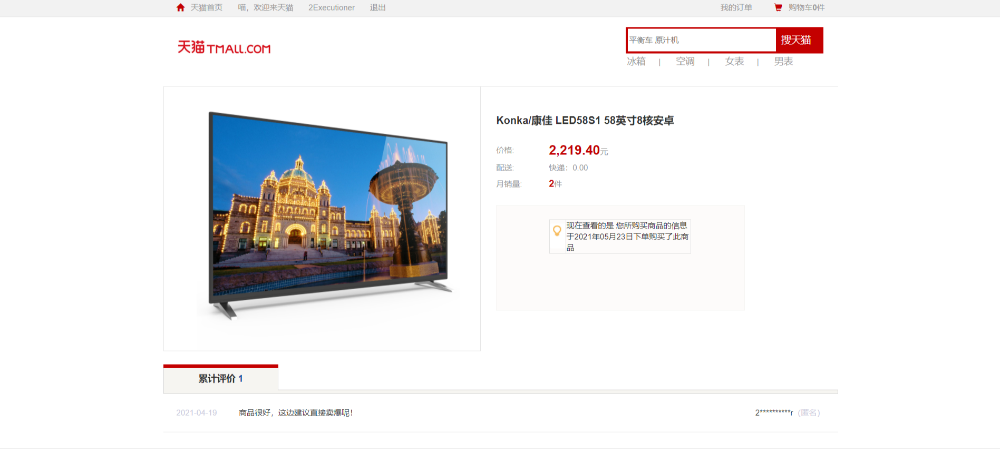 天猫首页 喵，欢迎来天猫 2Executioner 退出 我的订单 购物车0件
天猫 TMALL.COM
平衡车 原汁机 搜天猫
冰箱 | 空调 | 女表 | 男表
Konka/康佳 LED58S1 58英寸8核安卓
价格: 2,219.40元
配送: 快递：0.00
月销量: 2件
现在查看的是 您所购买商品的信息
于2021年05月23日下单购买了此商
品
累计评价 1
2021-04-19 商品很好，这边建议直接卖爆呢！ 2**********r（匿名）